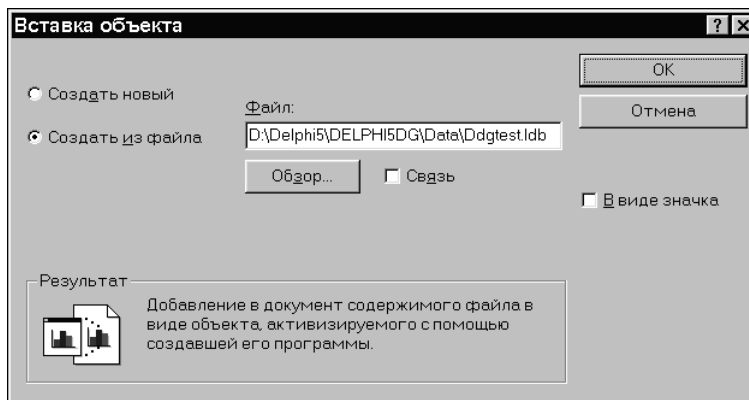 Вставка объекта
OK
Создать новый
Файл:
Отмена
Создать из файла
D:\Delphi5\DELPHI5DG\Data\Ddgtest.ldb
Обзор...
Связь
В виде значка
Результат
Добавление в документ содержимого файла в
виде объекта, активизируемого с помощью
создавшей его программы.